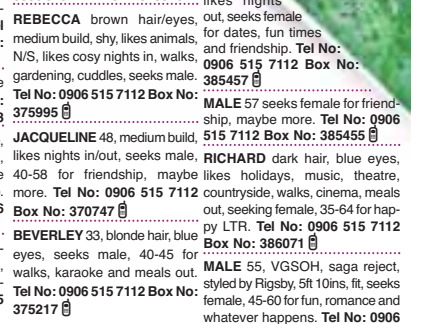 REBECCA brown hair/eyes,
medium build, shy, likes animals,
N/S, likes cosy nights in, walks,
gardening, cuddles, seeks male.
Tel No: 0906 515 7112 Box No:
375995
JACQUELINE 48, medium build,
likes nights in/out, seeks male,
40-58 for friendship, maybe
more. Tel No: 0906 515 7112
Box No: 370747
BEVERLEY 33, blonde hair, blue
eyes, seeks male, 40-45 for
walks, karaoke and meals out.
Tel No: 0906 515 7112 Box No:
375217
likes nights
out, seeks female
for dates, fun times
and friendship. Tel No:
0906 515 7112 Box No:
385457
MALE 57 seeks female for friend-
ship, maybe more. Tel No: 0906
515 7112 Box No: 385455
RICHARD dark hair, blue eyes,
likes holidays, music, theatre,
countryside, walks, cinema, meals
out, seeking female, 35-64 for hap-
py LTR. Tel No: 0906 515 7112
Box No: 386071
MALE 55, VGSOH, saga reject,
styled by Rigsby, 5ft 10ins, fit, seeks
female, 45-60 for fun, romance and
whatever happens. Tel No: 0906